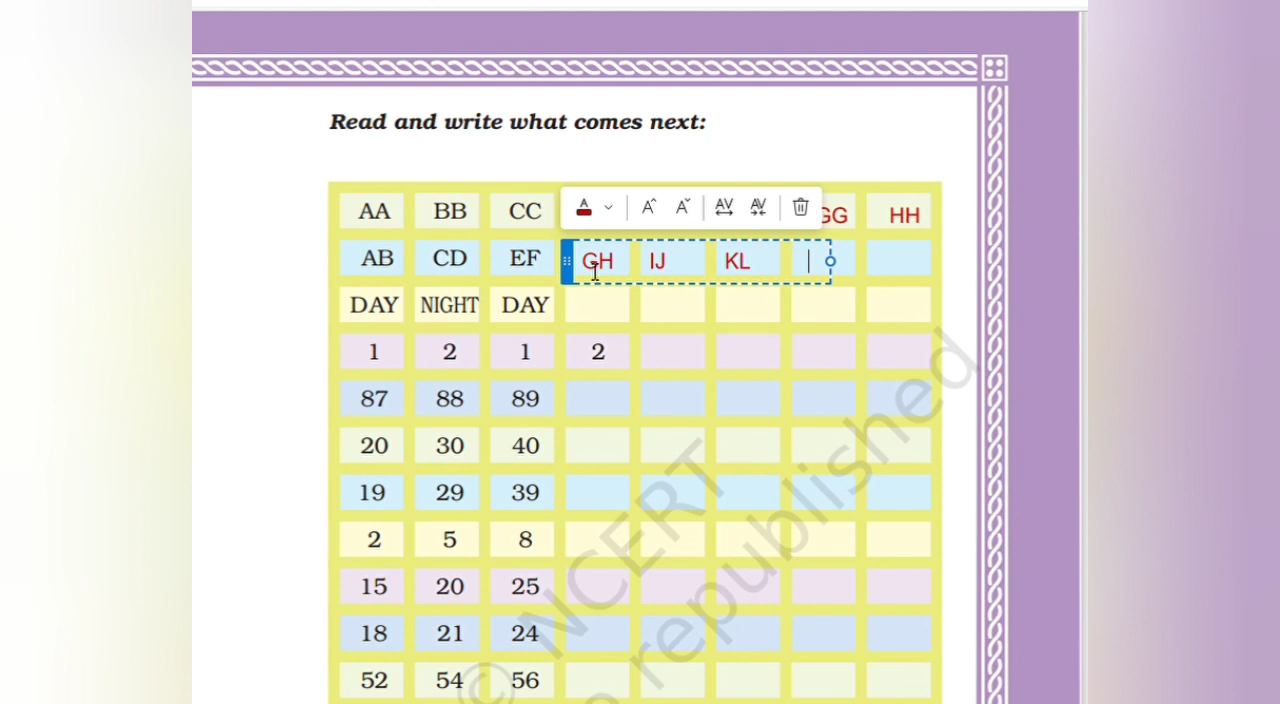 Read and write what comes next:
AA BB CC GG HH
AB CD EF GH IJ KL
DAY NIGHT DAY
1 2 1 2
87 88 89
20 30 40
19 29 39
2 5 8
15 20 25
18 21 24
52 54 56
© NCERT
republished